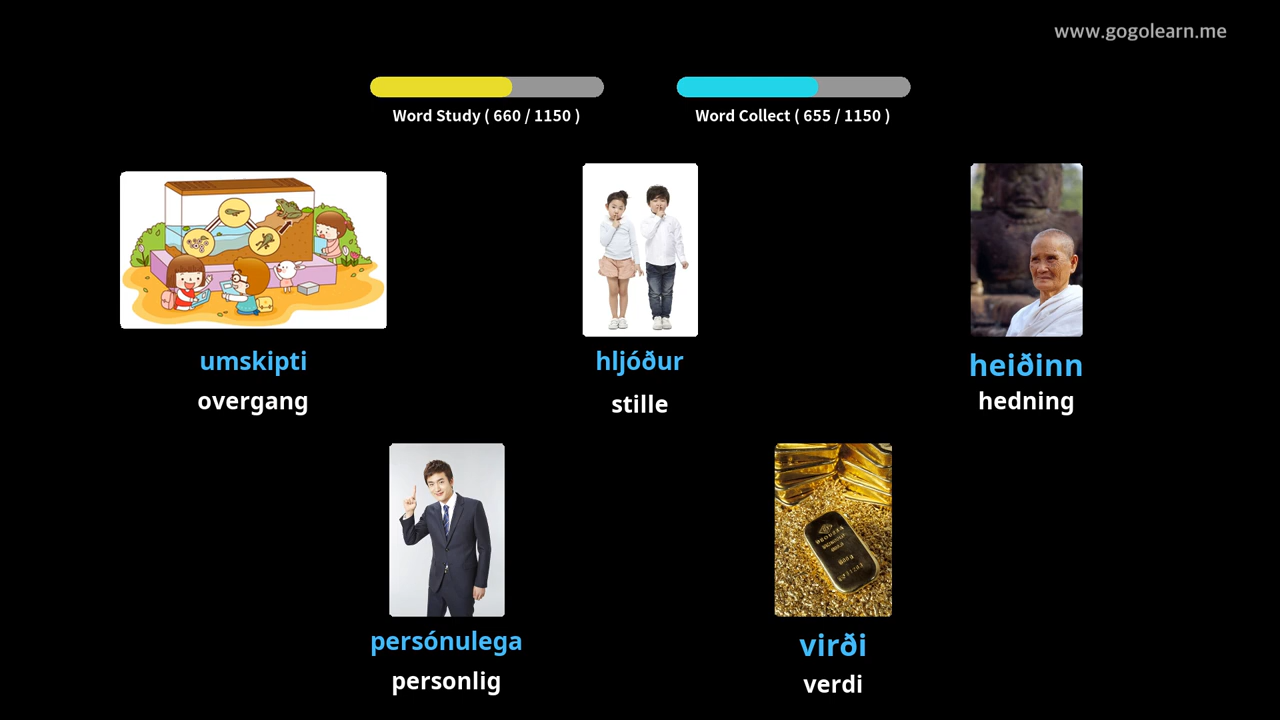 www.gogolearn.me
Word Study ( 660 / 1150 )
Word Collect ( 655 / 1150 )
umskipti
hljóður
heiðinn
overgang
stille
hedning
persónulega
virði
personlig
verdi